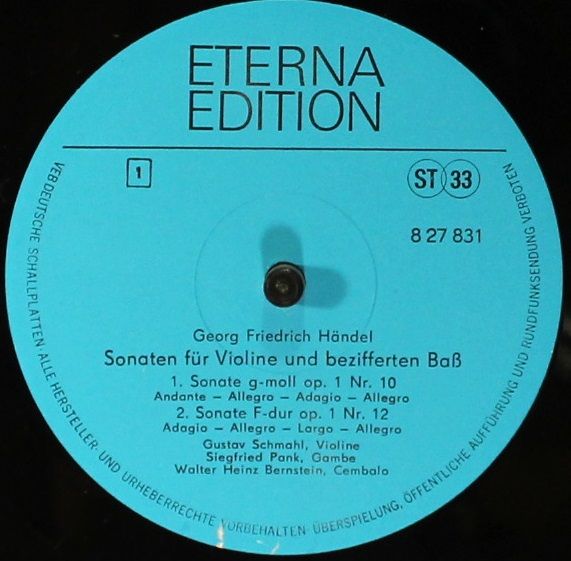 ETERNA
EDITION
1
ST 33
8 27 831
Georg Friedrich Händel
Sonaten für Violine und bezifferten Baß
1. Sonate g-moll op. 1 Nr. 10
Andante – Allegro – Adagio – Allegro
2. Sonate F-dur op. 1 Nr. 12
Adagio – Allegro – Largo – Allegro
Gustav Schmahl, Violine
Siegfried Pank, Gambe
Walter Heinz Bernstein, Cembalo
VEB DEUTSCHE SCHALLPLATTEN · ALLE HERSTELLER- UND URHEBERRECHTE VORBEHALTEN · ÜBERSPIELUNG, ÖFFENTLICHE AUFFÜHRUNG UND RUNDFUNKSENDUNG VERBOTEN